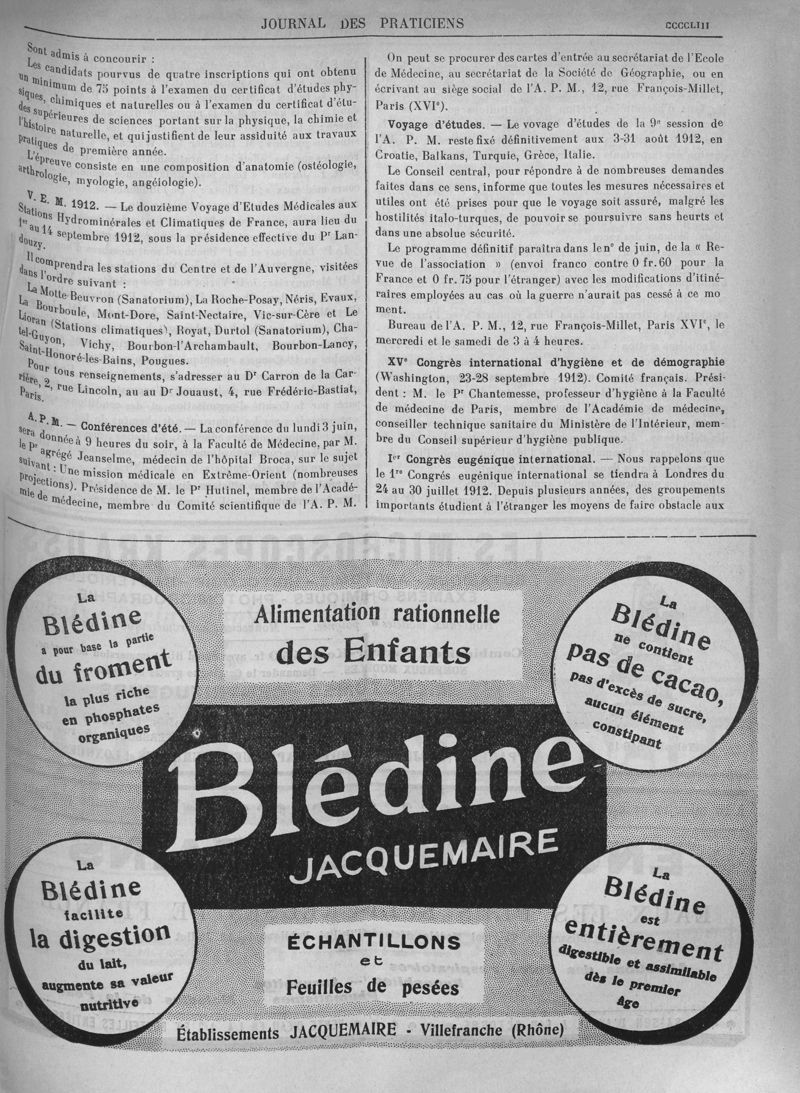 JOURNAL DES PRATICIENS
CCCCLIII
Sont admis à concourir :
Les candidats pourvus de quatre inscriptions qui ont obtenu
un minimum de 75 points à l'examen du certificat d'études phy-
siques, chimiques et naturelles ou à l'examen du certificat d'étu-
des supérieures de sciences portant sur la physique, la chimie et
l'histoire naturelle, et qui justifient de leur assiduité aux travaux
pratiques de première année.
L'épreuve consiste en une composition d'anatomie (ostéologie,
arthrologie, myologie, angéiologie).
V. E. M. 1912. — Le douzième Voyage d'Etudes Médicales aux
Stations Hydrominérales et Climatiques de France, aura lieu du
1er au 14 septembre 1912, sous la présidence effective du Pr Lan-
douzy.
Il comprendra les stations du Centre et de l'Auvergne, visitées
dans l'ordre suivant :
La Motte-Beuvron (Sanatorium), La Roche-Posay, Néris, Evaux,
La Bourboule, Mont-Dore, Saint-Nectaire, Vic-sur-Cère et Le
Lioran (Stations climatiques), Royat, Durtol (Sanatorium), Cha-
tel-Guyon, Vichy, Bourbon-l'Archambault, Bourbon-Lancy,
Saint-Honoré-les-Bains, Pougues.
Pour tous renseignements, s'adresser au Dr Carron de la Car-
rière, 2, rue Lincoln, au au Dr Jouaust, 4, rue Frédéric-Bastiat,
Paris.
A. P. M. — Conférences d'été. — La conférence du lundi 3 juin,
sera donnée à 9 heures du soir, à la Faculté de Médecine, par M.
le Pr agrégé Jeanselme, médecin de l'hôpital Broca, sur le sujet
suivant : Une mission médicale en Extrême-Orient (nombreuses
projections). Présidence de M. le Pr Hutinel, membre de l'Acadé-
mie de médecine, membre du Comité scientifique de l'A. P. M.
On peut se procurer des cartes d'entrée au secrétariat de l'Ecole
de Médecine, au secrétariat de la Société de Géographie, ou en
écrivant au siège social de l'A. P. M., 12, rue François-Millet,
Paris (XVIe).
Voyage d'études. — Le vovage d'études de la 9e session de
l'A. P. M. reste fixé définitivement aux 3-31 août 1912, en
Croatie, Balkans, Turquie, Grèce, Italie.
Le Conseil central, pour répondre à de nombreuses demandes
faites dans ce sens, informe que toutes les mesures nécessaires et
utiles ont été prises pour que le voyage soit assuré, malgré les
hostilités italo-turques, de pouvoir se poursuivre sans heurts et
dans une absolue sécurité.
Le programme définitif paraitra dans le no de juin, de la « Re-
vue de l'association » (envoi franco contre 0 fr. 60 pour la
France et 0 fr. 75 pour l'étranger) avec les modifications d'itiné-
raires employées au cas où la guerre n'aurait pas cessé à ce mo
ment.
Bureau de l'A. P. M., 12, rue François-Millet, Paris XVIe, le
mercredi et le samedi de 3 à 4 heures.
XVe Congrès international d'hygiène et de démographie
(Washington, 23-28 septembre 1912). Comité français. Prési-
dent : M. le Pr Chantemesse, professeur d'hygiène à la Faculté
de médecine de Paris, membre de l'Académie de médecine,
conseiller technique sanitaire du Ministère de l'Intérieur, mem-
bre du Conseil supérieur d'hygiène publique.
Ier Congrès eugénique international. — Nous rappelons que
le 1er Congrés eugénique international se tiendra à Londres du
24 au 30 juillet 1912. Depuis plusieurs années, des groupements
importants étudient à l'étranger les moyens de faire obstacle aux
La
Blédine
a pour base la partie
du froment
la plus riche
en phosphates
organiques
Alimentation rationnelle
des Enfants
La
Blédine
ne contient
pas de cacao,
pas d'excès de sucre,
aucun élément
constipant
Blédine
JACQUEMAIRE
La
Blédine
facilite
la digestion
du lait,
augmente sa valeur
nutritive
ÉCHANTILLONS
et
Feuilles de pesées
La
Blédine
est
entièrement
digestible et assimilable
dès le premier
âge
Établissements JACQUEMAIRE - Villefranche (Rhône)